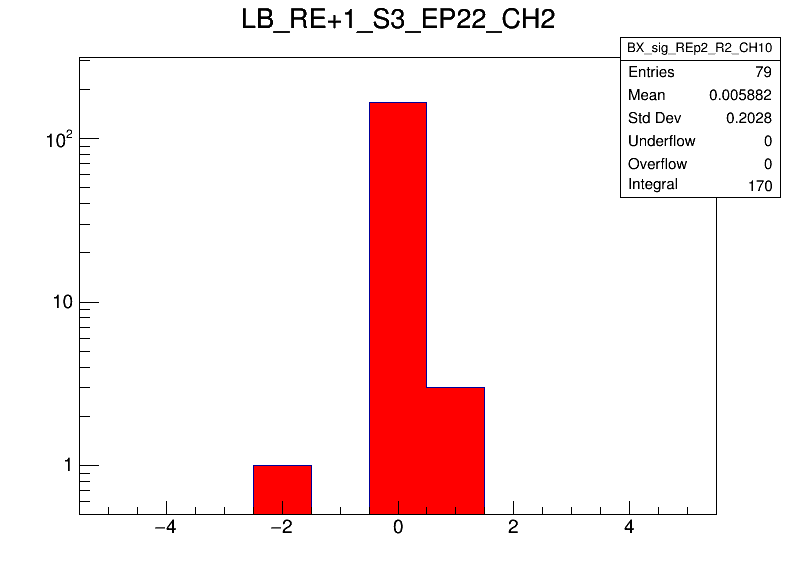 LB_RE+1_S3_EP22_CH2
BX_sig_REp2_R2_CH10
Entries 79
Mean 0.005882
Std Dev 0.2028
Underflow 0
Overflow 0
Integral 170
10²
10
1
−4 −2 0 2 4